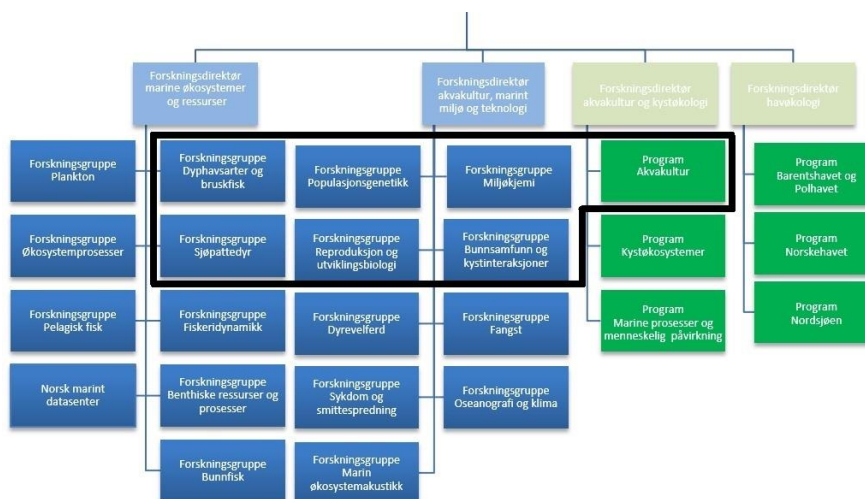 Forskningsdirektør
marine økosystemer
og ressurser
Forskningsdirektør
akvakultur, marint
miljø og teknologi
Forskningsdirektør
akvakultur og kystøkologi
Forskningsdirektør
havøkologi
Forskningsgruppe
Plankton
Forskningsgruppe
Dyphavsarter og
bruskfisk
Forskningsgruppe
Populasjonsgenetikk
Forskningsgruppe
Miljøkjemi
Program
Akvakultur
Program
Barentshavet og
Polhavet
Forskningsgruppe
Økosystemprosesser
Forskningsgruppe
Sjøpattedyr
Forskningsgruppe
Reproduksjon og
utviklingsbiologi
Forskningsgruppe
Bunnsamfunn og
kystinteraksjoner
Program
Kystøkosystemer
Program
Norskehavet
Forskningsgruppe
Pelagisk fisk
Forskningsgruppe
Fiskeridynamikk
Forskningsgruppe
Dyrevelferd
Forskningsgruppe
Fangst
Program
Marine prosesser og
menneskelig påvirkning
Program
Nordsjøen
Norsk marint
datasenter
Forskningsgruppe
Benthiske ressurser og
prosesser
Forskningsgruppe
Sykdom og
smittespredning
Forskningsgruppe
Oseanografi og klima
Forskningsgruppe
Bunnfisk
Forskningsgruppe
Marin
økosystemakustikk